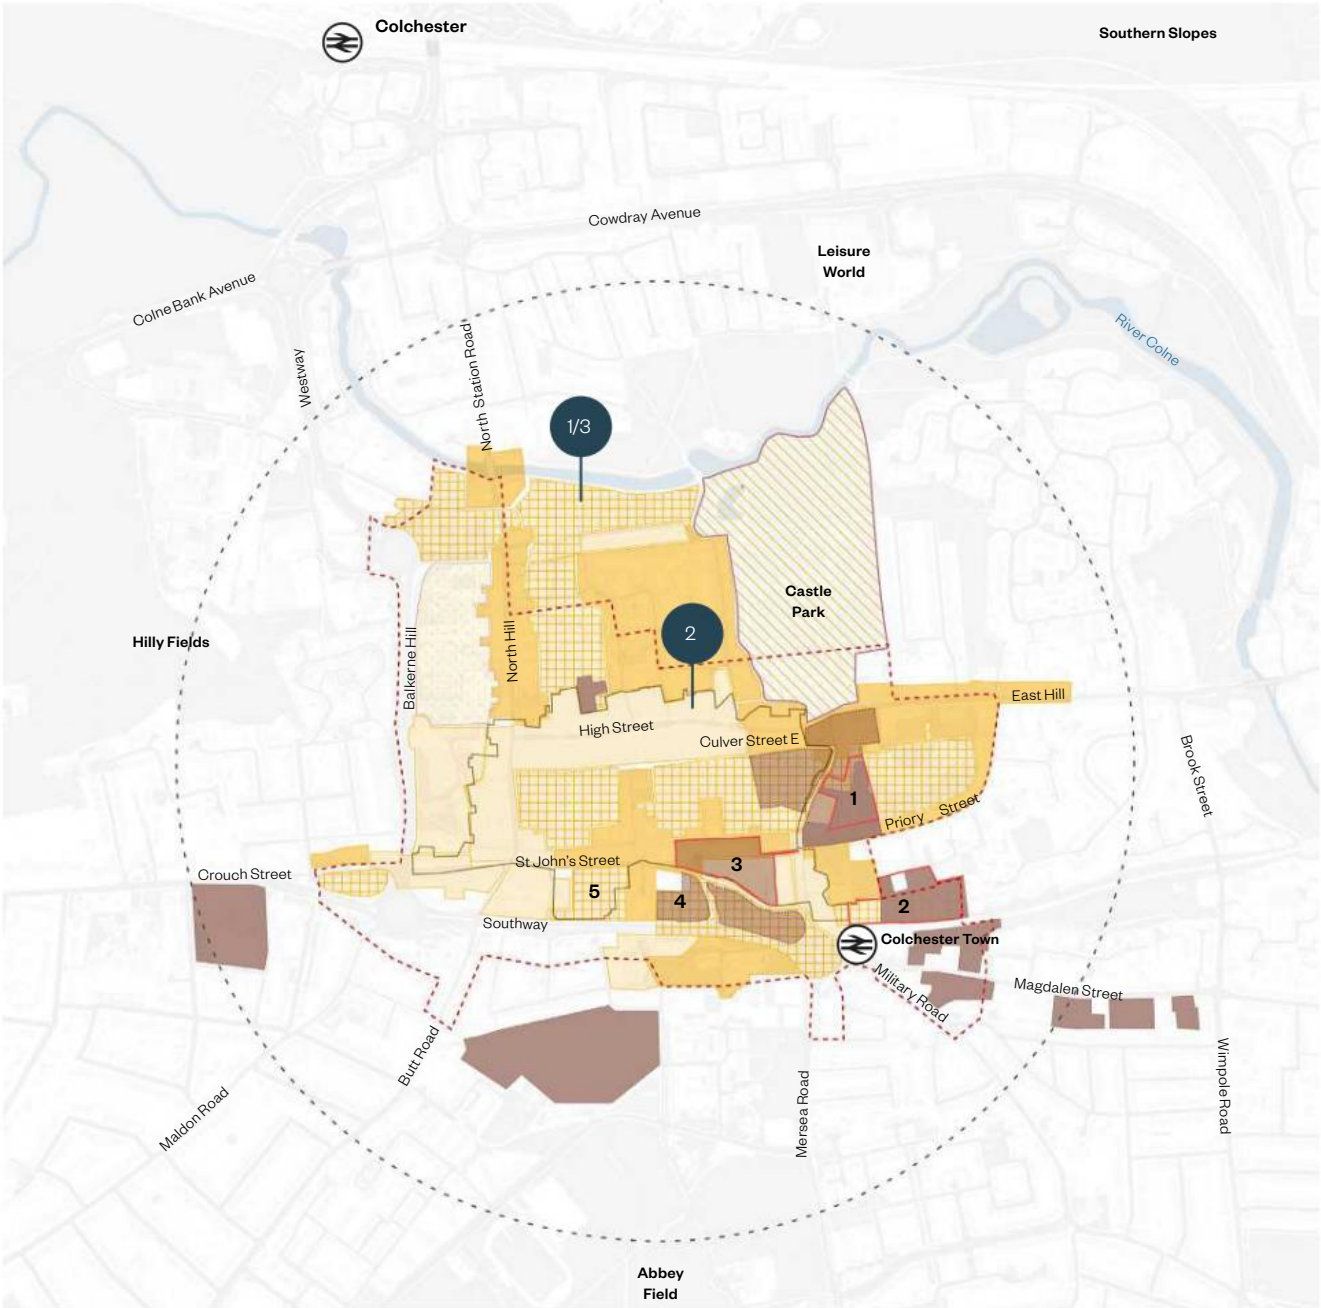 Colchester
Southern Slopes
Cowdray Avenue
Leisure
World
Colne Bank Avenue
River Colne
North Station Road
Westway
1/3
Castle
Park
2
Hilly Fields
Balkerne Hill
North Hill
East Hill
High Street
Culver Street E
Brook Street
1
Priory Street
St John's Street
3
Crouch Street
5
4
2
Southway
Colchester Town
Military Road
Magdalen Street
Butt Road
Wimpole Road
Mersea Road
Maldon Road
Abbey
Field